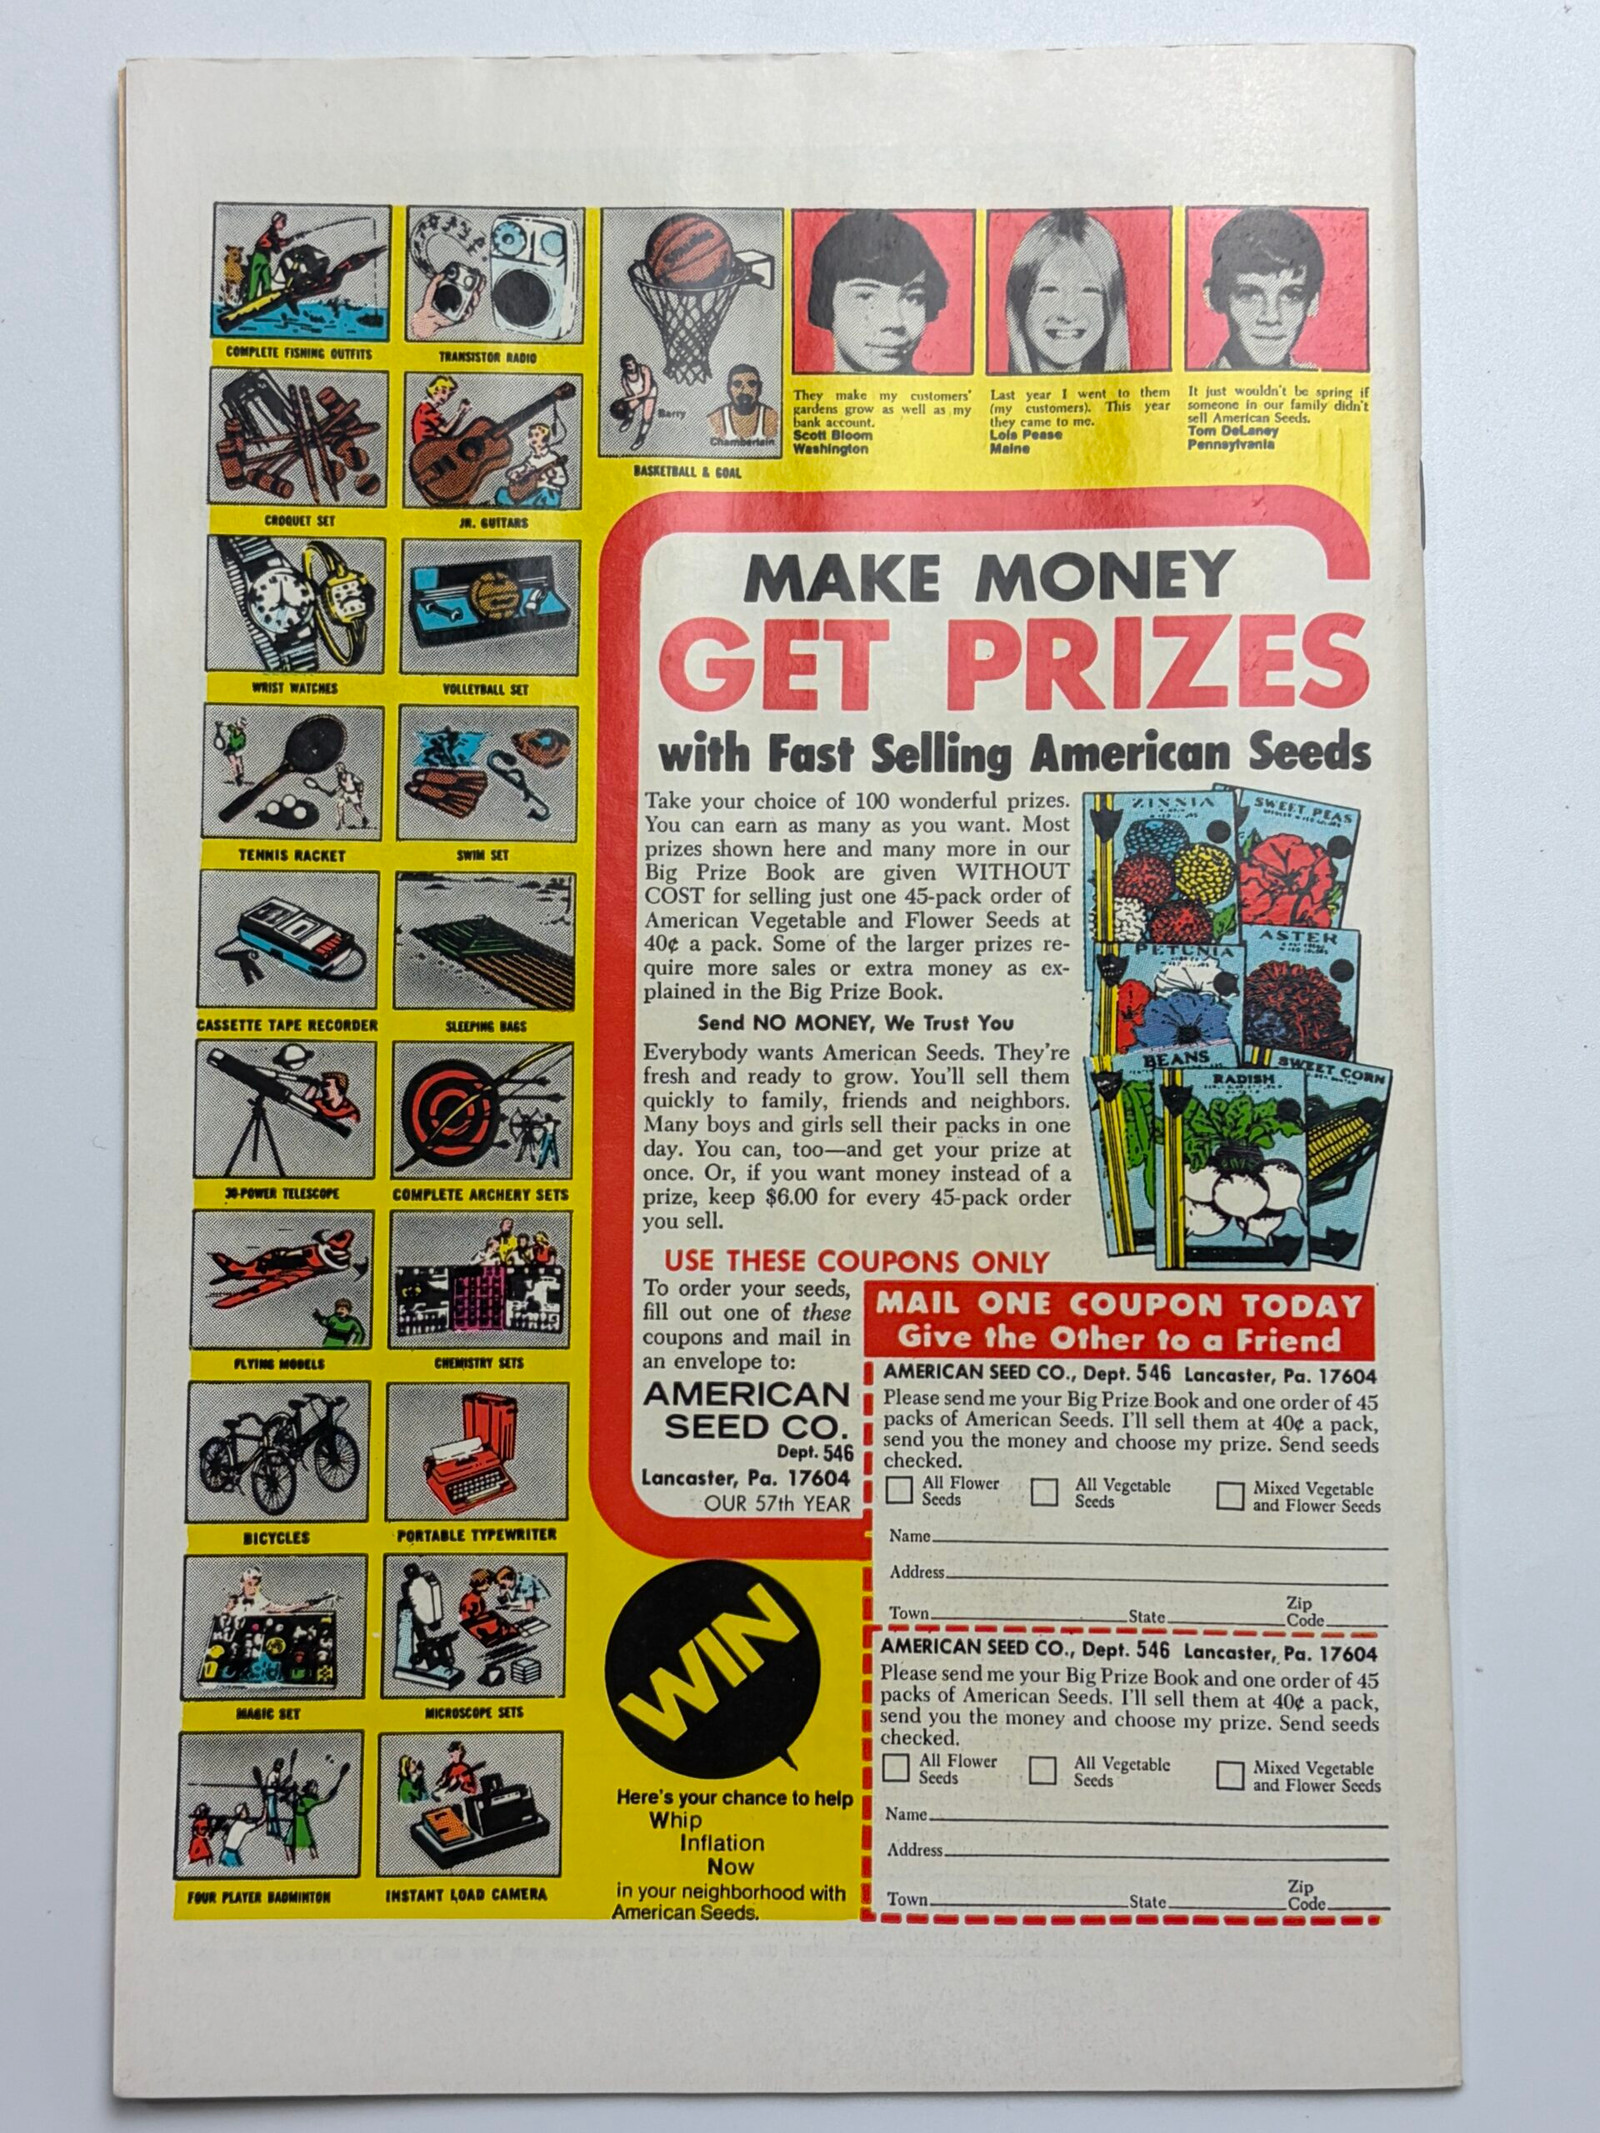 COMPLETE FISHING OUTFITS
TRANSISTOR RADIO
CROQUET SET
JR. GUITARS
WRIST WATCHES
VOLLEYBALL SET
TENNIS RACKET
SWIM SET
CASSETTE TAPE RECORDER
SLEEPING BAGS
30-POWER TELESCOPE
COMPLETE ARCHERY SETS
FLYING MODELS
CHEMISTRY SETS
BICYCLES
PORTABLE TYPEWRITER
MAGIC SET
MICROSCOPE SETS
FOUR PLAYER BADMINTON
INSTANT LOAD CAMERA
Barry
Chamberlain
BASKETBALL & GOAL
They make my customers'
gardens grow as well as my
bank account.
Scott Bloom
Washington
Last year I went to them
(my customers). This year
they came to me.
Lois Pease
Maine
It just wouldn't be spring if
someone in our family didn't
sell American Seeds.
Tom DeLaney
Pennsylvania
MAKE MONEY
GET PRIZES
with Fast Selling American Seeds
Take your choice of 100 wonderful prizes.
You can earn as many as you want. Most
prizes shown here and many more in our
Big Prize Book are given WITHOUT
COST for selling just one 45-pack order of
American Vegetable and Flower Seeds at
40¢ a pack. Some of the larger prizes re-
quire more sales or extra money as ex-
plained in the Big Prize Book.
Send NO MONEY, We Trust You
Everybody wants American Seeds. They're
fresh and ready to grow. You'll sell them
quickly to family, friends and neighbors.
Many boys and girls sell their packs in one
day. You can, too—and get your prize at
once. Or, if you want money instead of a
prize, keep $6.00 for every 45-pack order
you sell.
ZINNIA
SWEET PEAS
PETUNIA
ASTER
BEANS
RADISH
SWEET CORN
USE THESE COUPONS ONLY
To order your seeds,
fill out one of these
coupons and mail in
an envelope to:
AMERICAN
SEED CO.
Dept. 546
Lancaster, Pa. 17604
OUR 57th YEAR
WIN
Here's your chance to help
Whip
Inflation
Now
in your neighborhood with
American Seeds.
MAIL ONE COUPON TODAY
Give the Other to a Friend
AMERICAN SEED CO., Dept. 546 Lancaster, Pa. 17604
Please send me your Big Prize Book and one order of 45
packs of American Seeds. I'll sell them at 40¢ a pack,
send you the money and choose my prize. Send seeds
checked.
All Flower Seeds
All Vegetable Seeds
Mixed Vegetable and Flower Seeds
Name
Address
Town State Zip Code
AMERICAN SEED CO., Dept. 546 Lancaster, Pa. 17604
Please send me your Big Prize Book and one order of 45
packs of American Seeds. I'll sell them at 40¢ a pack,
send you the money and choose my prize. Send seeds
checked.
All Flower Seeds
All Vegetable Seeds
Mixed Vegetable and Flower Seeds
Name
Address
Town State Zip Code